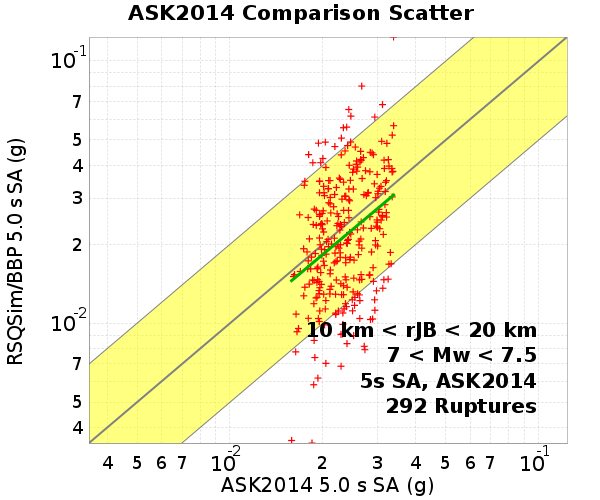 ASK2014 Comparison Scatter
RSQSim/BBP 5.0 s SA (g)
10⁻¹
7
5
4
3
2
10⁻²
7
5
4
10 km < rJB < 20 km
7 < Mw < 7.5
5s SA, ASK2014
292 Ruptures
4 5 6 7 10⁻² 2 3 4 5 6 7 10⁻¹
ASK2014 5.0 s SA (g)